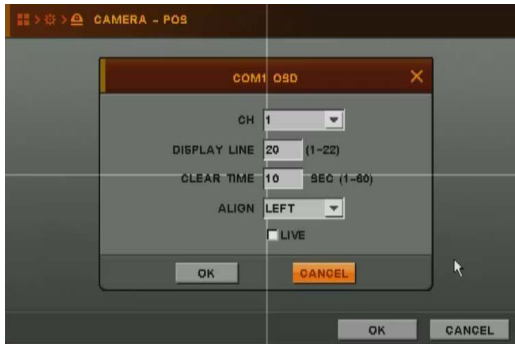 > > CAMERA - POS
COM1 OSD
CH 1
DISPLAY LINE 20 (1-22)
CLEAR TIME 10 SEC (1-60)
ALIGN LEFT
LIVE
OK CANCEL
OK CANCEL